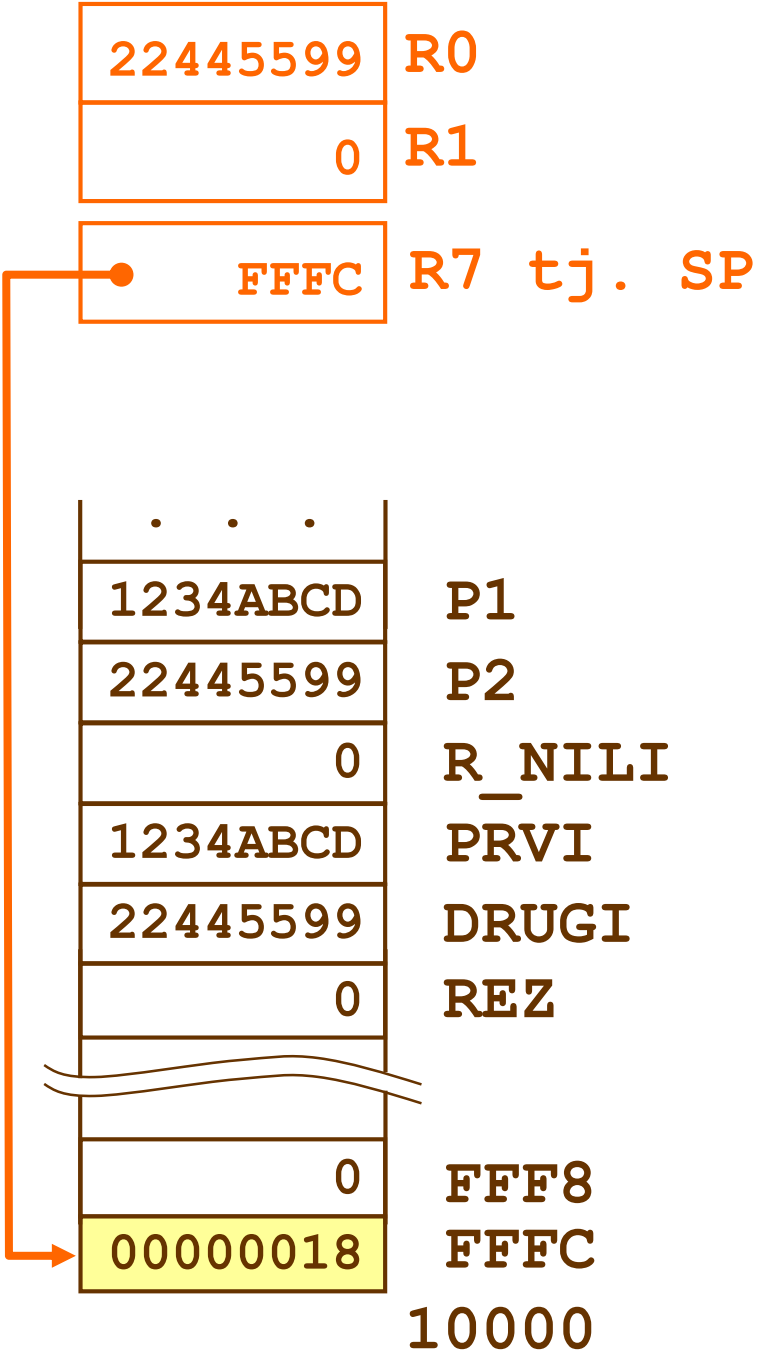 22445599 R0
0 R1
FFFC R7 tj. SP
. . .
1234ABCD P1
22445599 P2
0 R_NILI
1234ABCD PRVI
22445599 DRUGI
0 REZ
0 FFF8
00000018 FFFC
10000